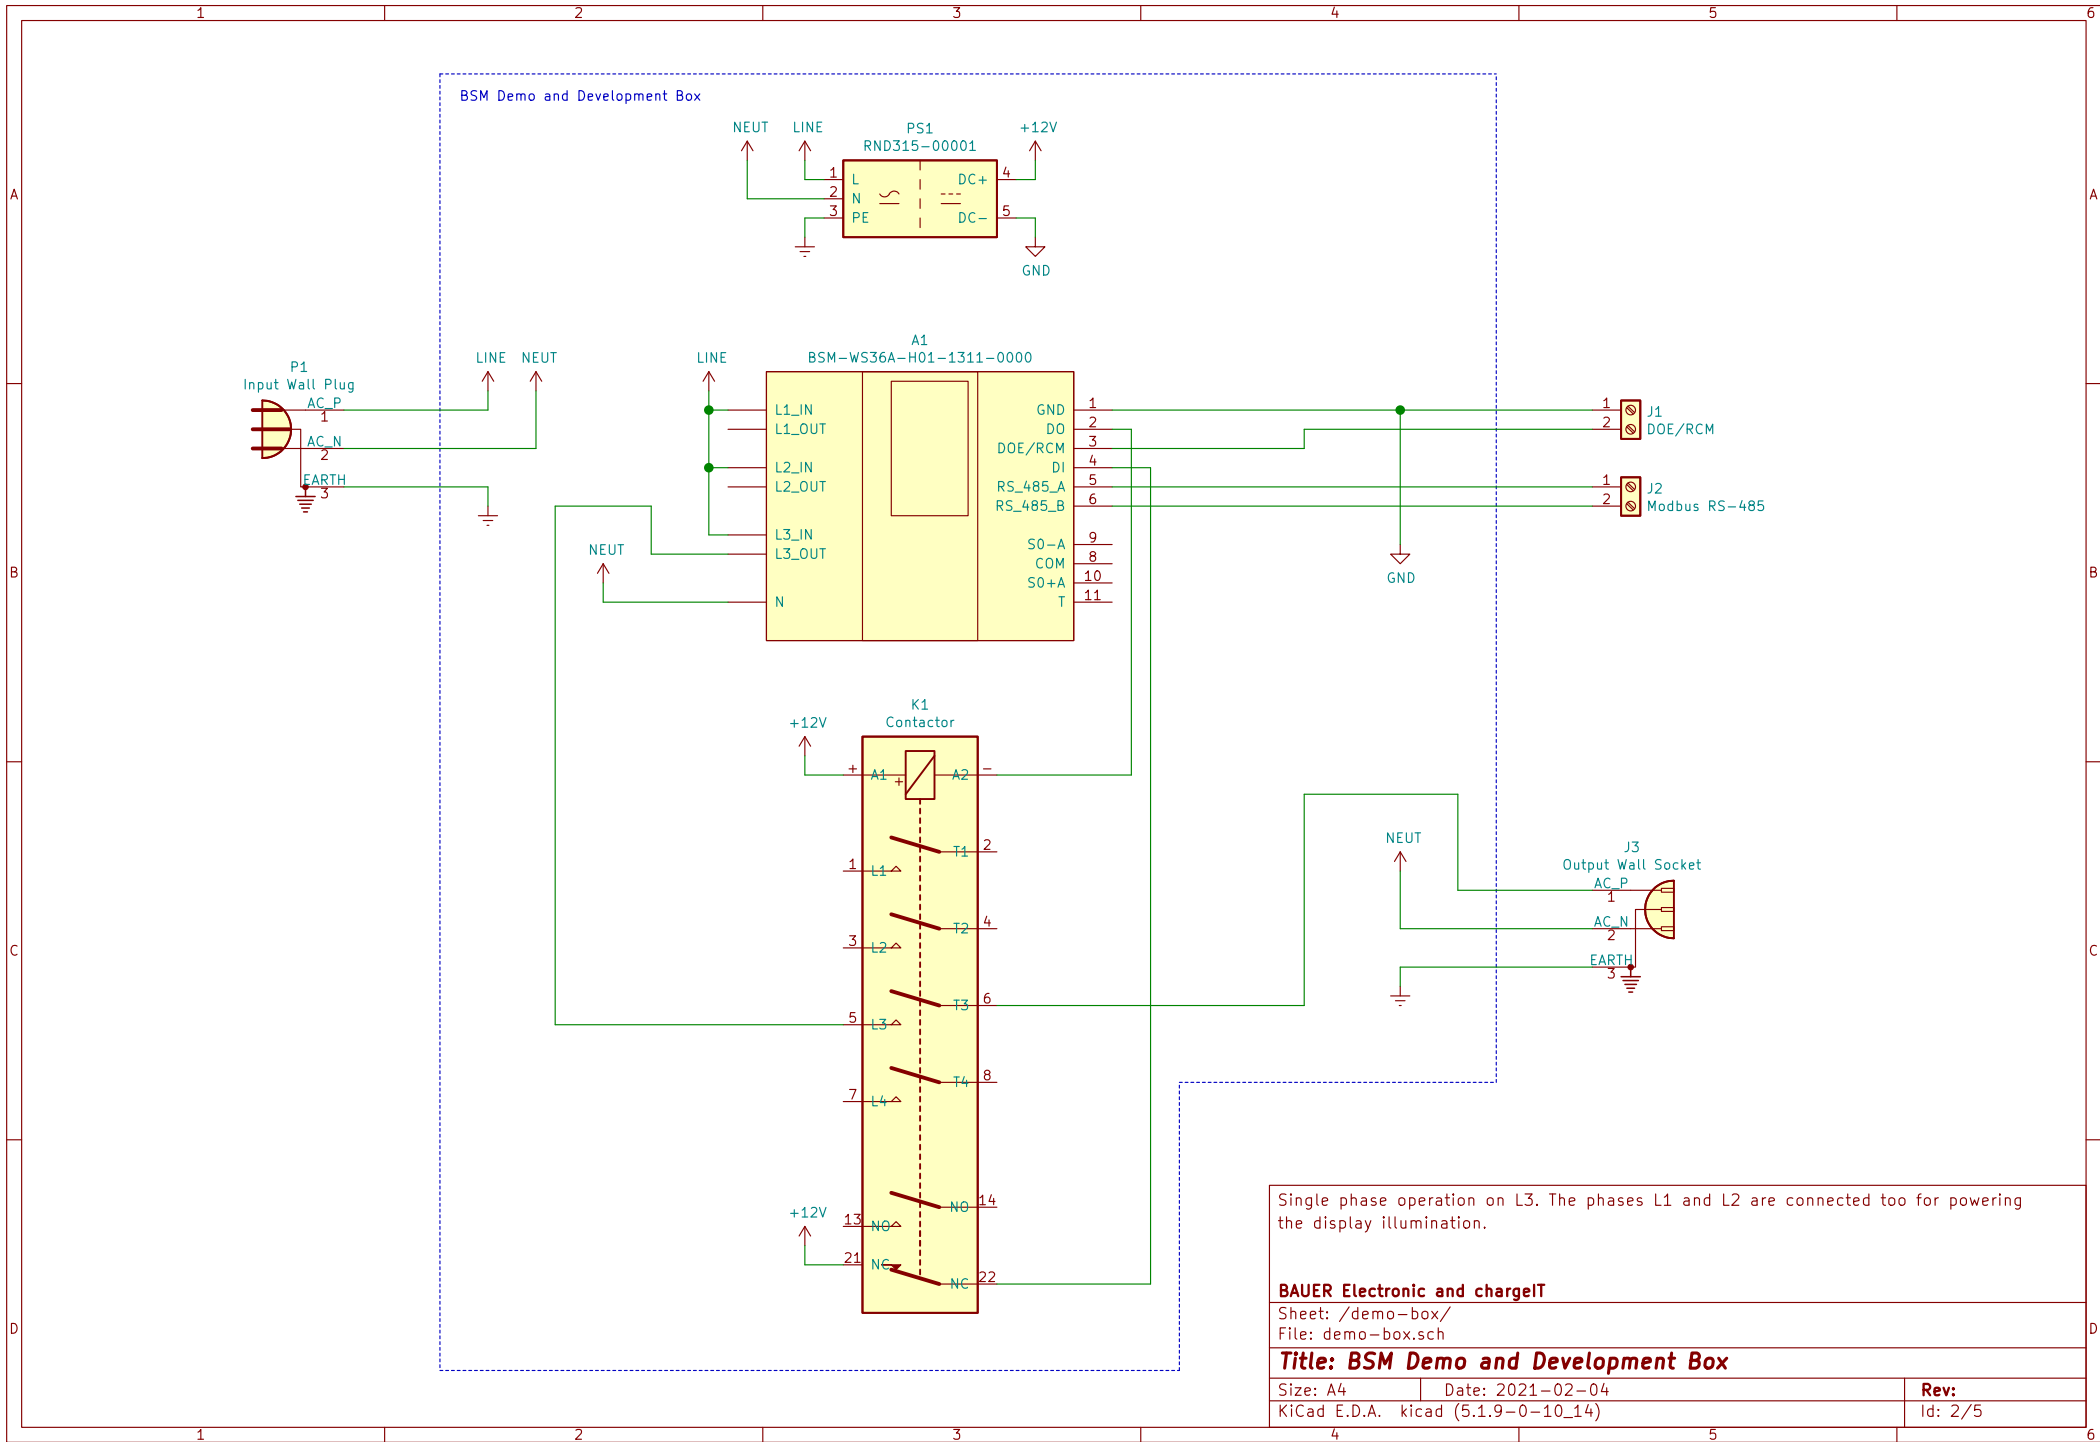 1 2 3 4 5 6
A A
B B
C C
D D
BSM Demo and Development Box
NEUT LINE
PS1
RND315-00001
+12V
1 L
2 N
3 PE
DC+ 4
DC- 5
GND
P1
Input Wall Plug
AC_P
1
AC_N
2
EARTH
3
LINE NEUT
LINE
NEUT
A1
BSM-WS36A-H01-1311-0000
L1_IN
L1_OUT
L2_IN
L2_OUT
L3_IN
L3_OUT
N
GND 1
DO 2
DOE/RCM 3
DI 4
RS_485_A 5
RS_485_B 6
S0-A 9
COM 8
S0+A 10
T 11
1 J1
2 DOE/RCM
1 J2
2 Modbus RS-485
GND
K1
Contactor
+12V
+ A1 + A2 -
T1 2
1 L1
T2 4
3 L2
T3 6
5 L3
T4 8
7 L4
NO 14
13 NO
+12V
21 NC
NC 22
NEUT
J3
Output Wall Socket
AC_P
1
AC_N
2
EARTH
3
Single phase operation on L3. The phases L1 and L2 are connected too for powering
the display illumination.
BAUER Electronic and chargeIT
Sheet: /demo-box/
File: demo-box.sch
Title: BSM Demo and Development Box
Size: A4 Date: 2021-02-04 Rev:
KiCad E.D.A. kicad (5.1.9-0-10_14) Id: 2/5
1 2 3 4 5 6